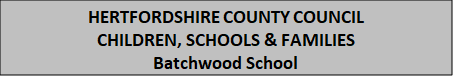 HERTFORDSHIRE COUNTY COUNCIL
CHILDREN, SCHOOLS & FAMILIES
Batchwood School